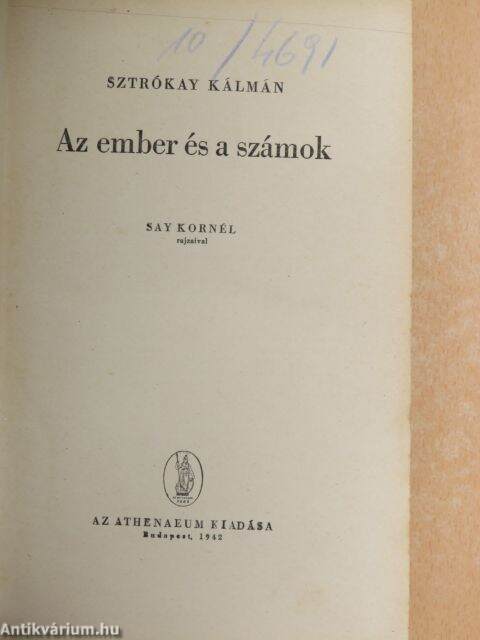 10/4691
SZTRÓKAY KÁLMÁN
Az ember és a számok
SAY KORNÉL
rajzaival
AZ ATHENAEUM KIADÁSA
Budapest, 1942
Antikvárium.hu